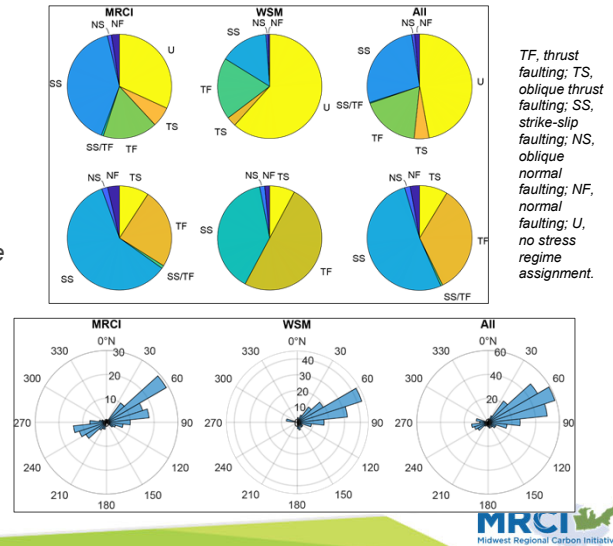 MRCI
WSM
All
NS NF
U
TS
TF
SS/TF
SS
NS NF
SS
TF
TS
U
NS NF
SS
SS/TF
TF
TS
U
TF, thrust
faulting; TS,
oblique thrust
faulting; SS,
strike-slip
faulting; NS,
oblique
normal
faulting; NF,
normal
faulting; U,
no stress
regime
assignment.
e
NS NF TS
TF
SS/TF
SS
NS NF TS
SS
TF
NS NF TS
SS
TF
SS/TF
MRCI
0°N
330 30 30
300 20 60
10
270 90
240 120
210 150
180
WSM
0°N
330 40 30
30
300 20 60
10
270 90
240 120
210 150
180
All
0°N
330 60 30
40
300 20 60
270 90
240 120
210 150
180
MRCI
Midwest Regional Carbon Initiative